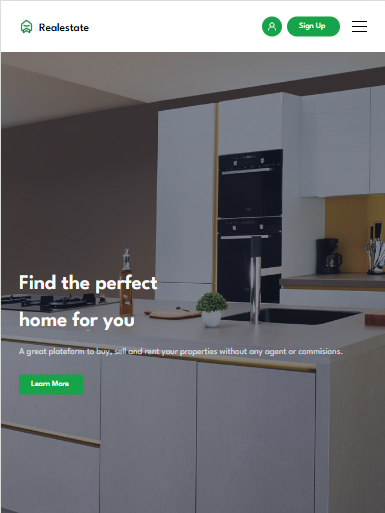 Realestate
Sign Up
Find the perfect
home for you
A great plateform to buy, sell and rent your properties without any agent or commisions.
Learn More